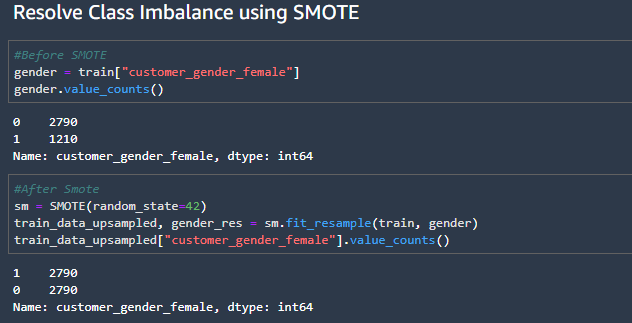 Resolve Class Imbalance using SMOTE
#Before SMOTE
gender = train["customer_gender_female"]
gender.value_counts()
0    2790
1    1210
Name: customer_gender_female, dtype: int64
#After Smote
sm = SMOTE(random_state=42)
train_data_upsampled, gender_res = sm.fit_resample(train, gender)
train_data_upsampled["customer_gender_female"].value_counts()
1    2790
0    2790
Name: customer_gender_female, dtype: int64